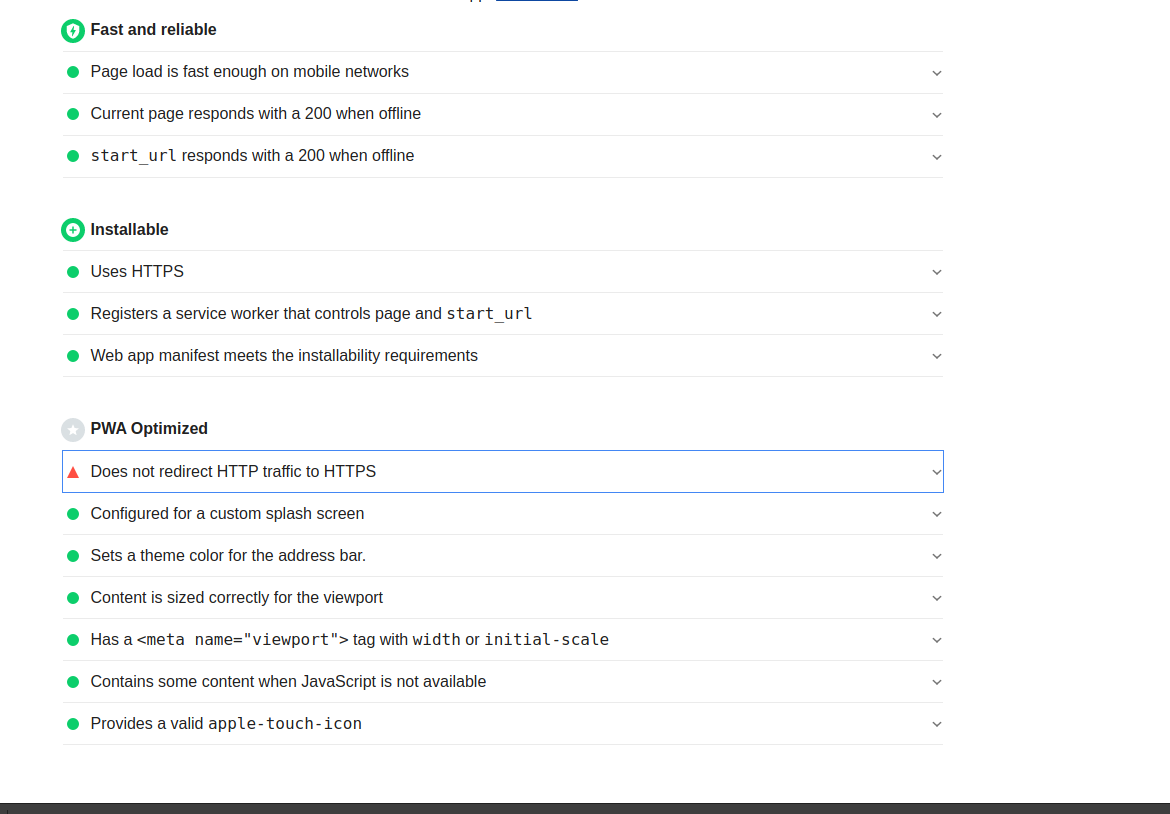 Fast and reliable
Page load is fast enough on mobile networks
Current page responds with a 200 when offline
start_url responds with a 200 when offline
Installable
Uses HTTPS
Registers a service worker that controls page and start_url
Web app manifest meets the installability requirements
PWA Optimized
Does not redirect HTTP traffic to HTTPS
Configured for a custom splash screen
Sets a theme color for the address bar.
Content is sized correctly for the viewport
Has a <meta name="viewport"> tag with width or initial-scale
Contains some content when JavaScript is not available
Provides a valid apple-touch-icon